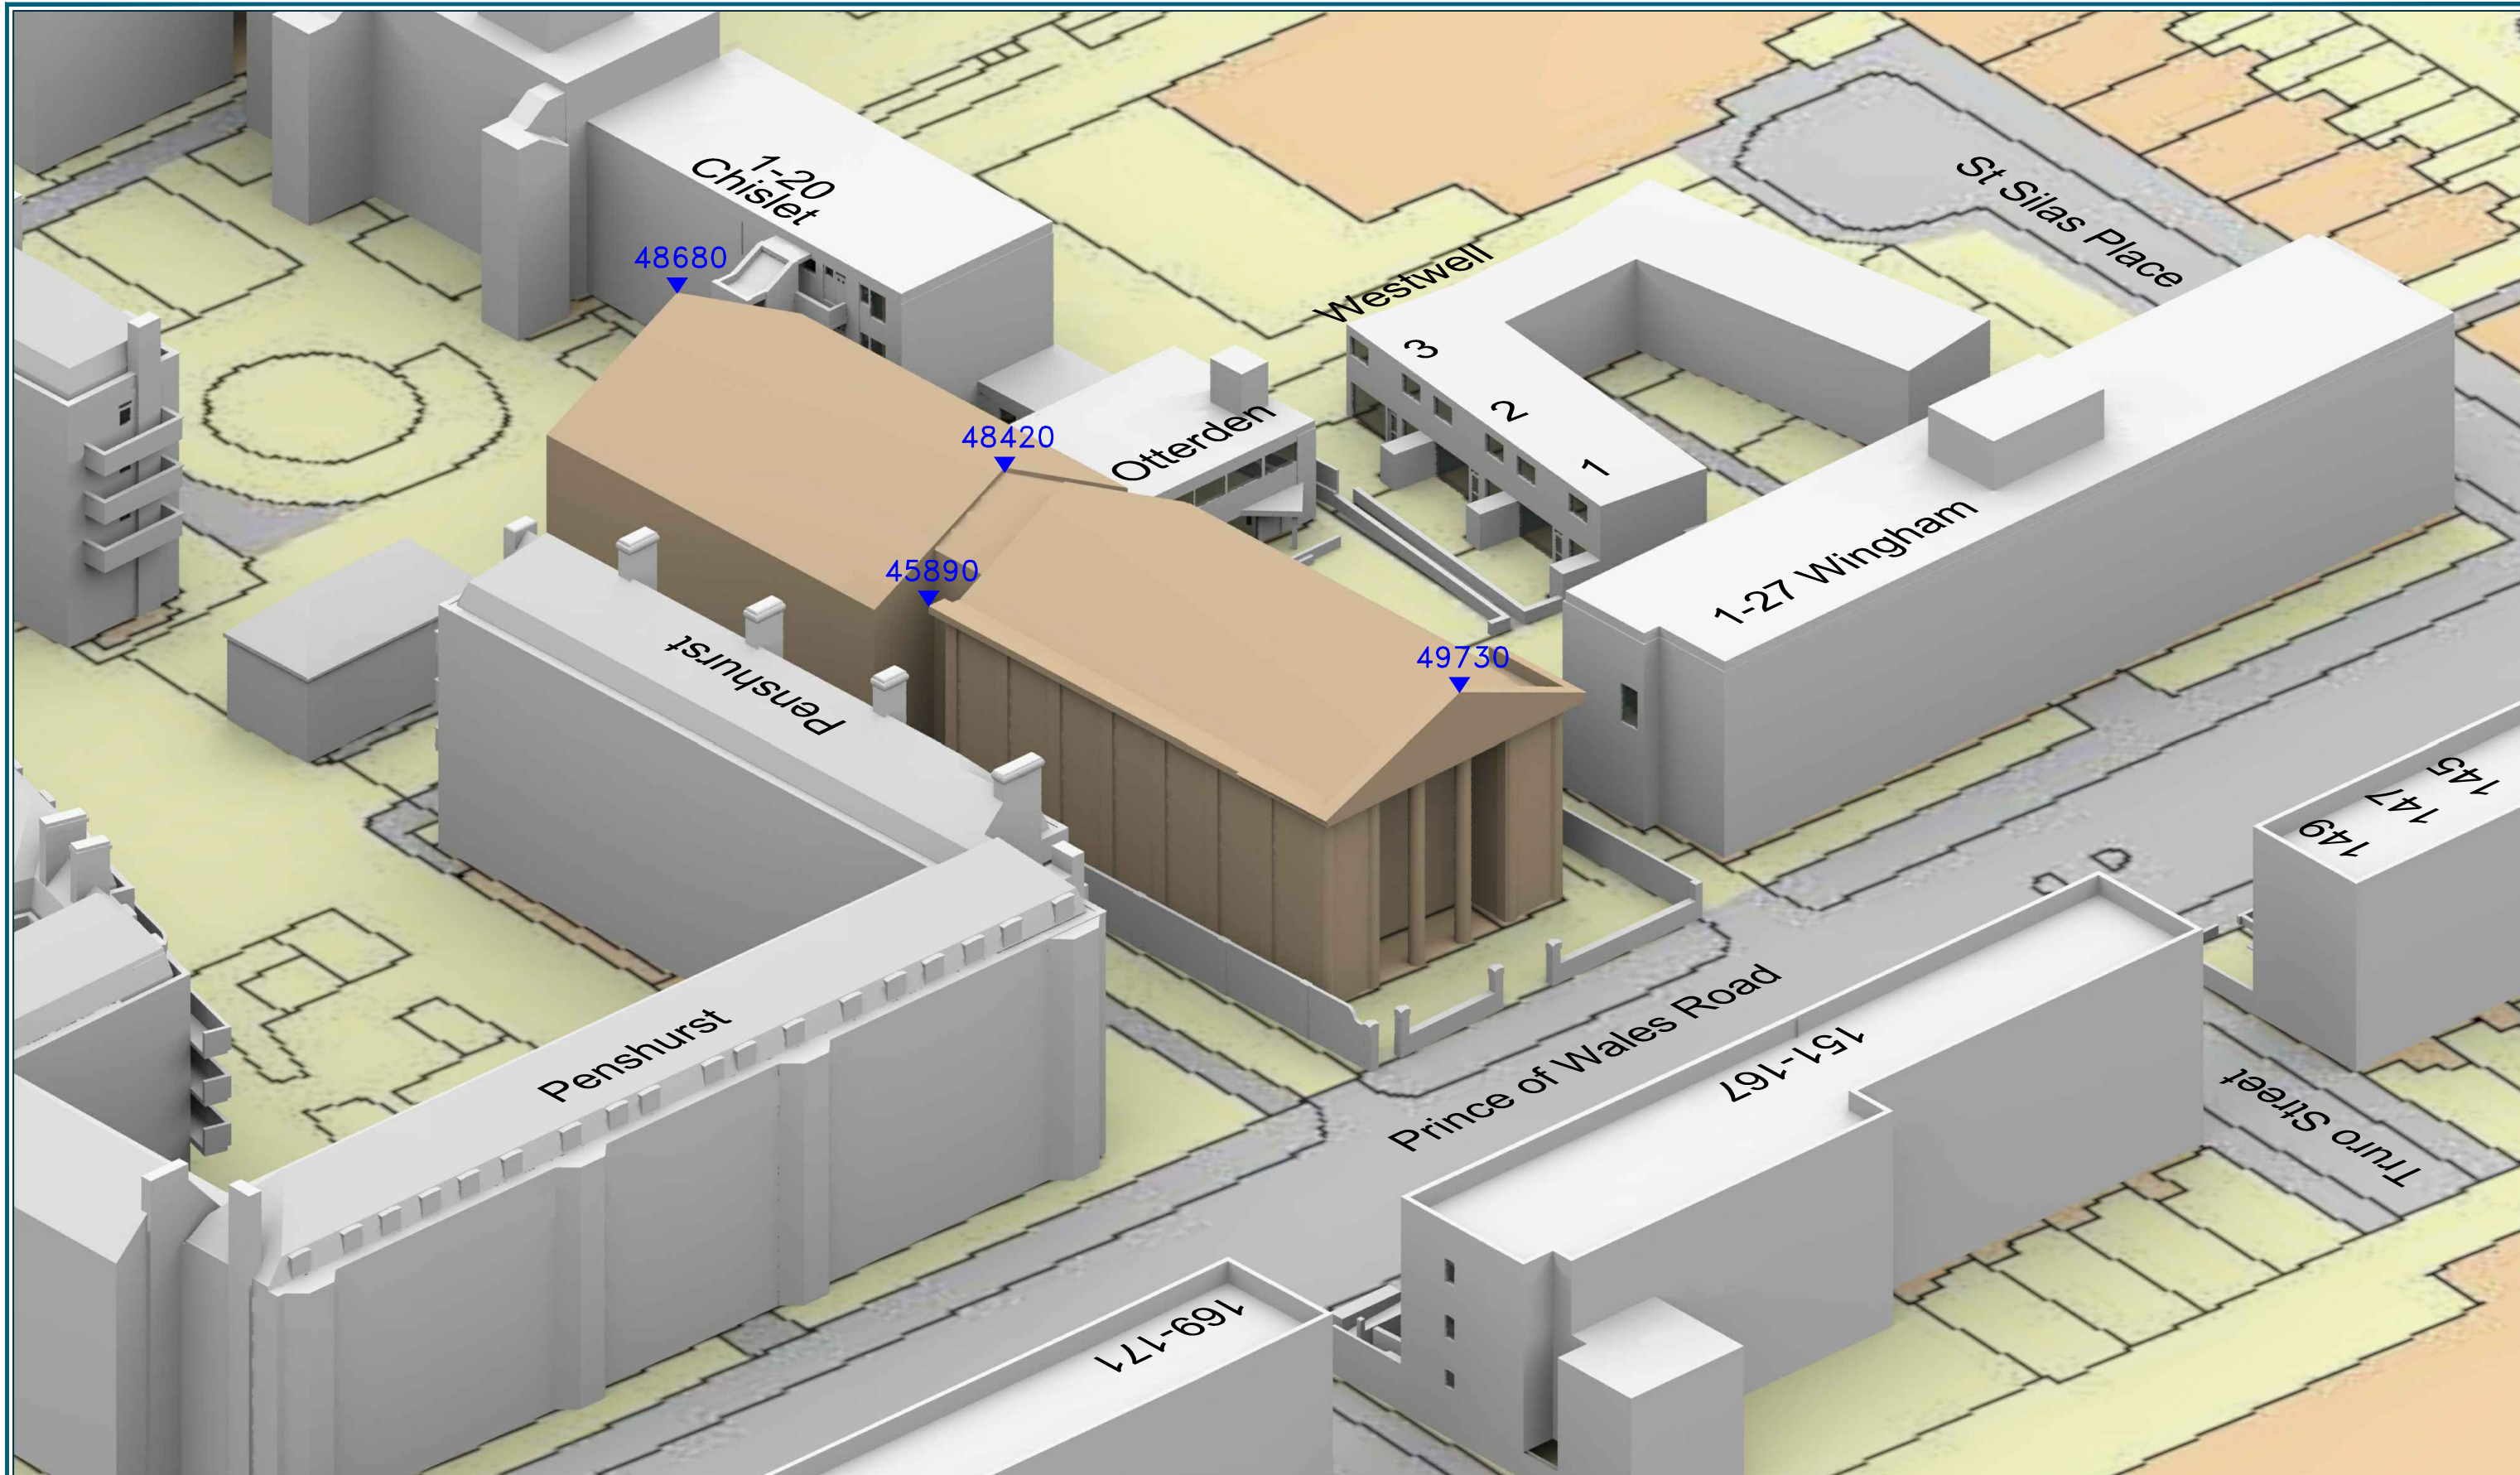 1-20
Chislet
St Silas Place
48680
Westwell
3
48420
2
Otterden
1
45890
1-27 Wingham
Penshurst
49730
145
147
149
Penshurst
Prince of Wales Road
151-167
Truro Street
169-171